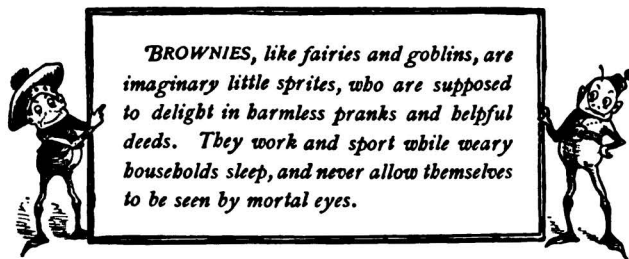 BROWNIES, like fairies and goblins, are
imaginary little sprites, who are supposed
to delight in harmless pranks and helpful
deeds. They work and sport while weary
households sleep, and never allow themselves
to be seen by mortal eyes.